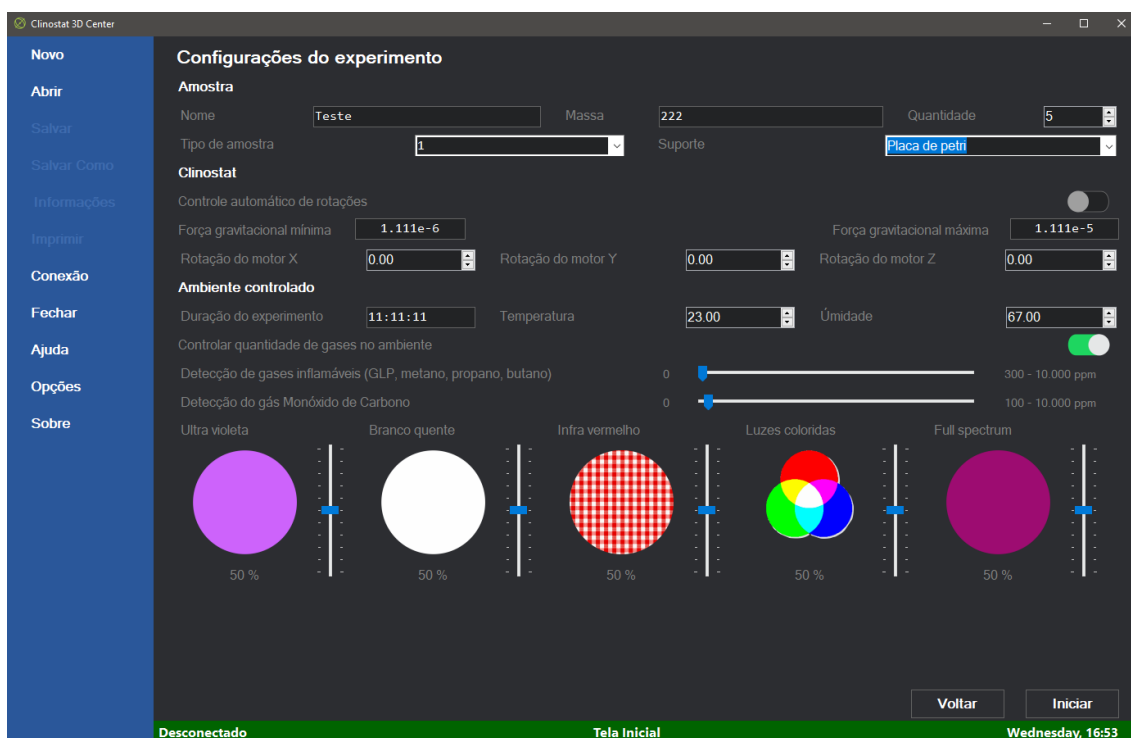 Clinostat 3D Center
Novo
Abrir
Salvar
Salvar Como
Informações
Imprimir
Conexão
Fechar
Ajuda
Opções
Sobre
Configurações do experimento
Amostra
Nome Teste Massa 222 Quantidade 5
Tipo de amostra 1 Suporte Placa de petri
Clinostat
Controle automático de rotações
Força gravitacional mínima 1.111e-6 Força gravitacional máxima 1.111e-5
Rotação do motor X 0.00 Rotação do motor Y 0.00 Rotação do motor Z 0.00
Ambiente controlado
Duração do experimento 11:11:11 Temperatura 23.00 Úmidade 67.00
Controlar quantidade de gases no ambiente
Detecção de gases inflamáveis (GLP, metano, propano, butano) 0 300 - 10.000 ppm
Detecção do gás Monóxido de Carbono 0 100 - 10.000 ppm
Ultra violeta Branco quente Infra vermelho Luzes coloridas Full spectrum
50 % 50 % 50 % 50 % 50 %
Voltar Iniciar
Desconectado Tela Inicial Wednesday, 16:53